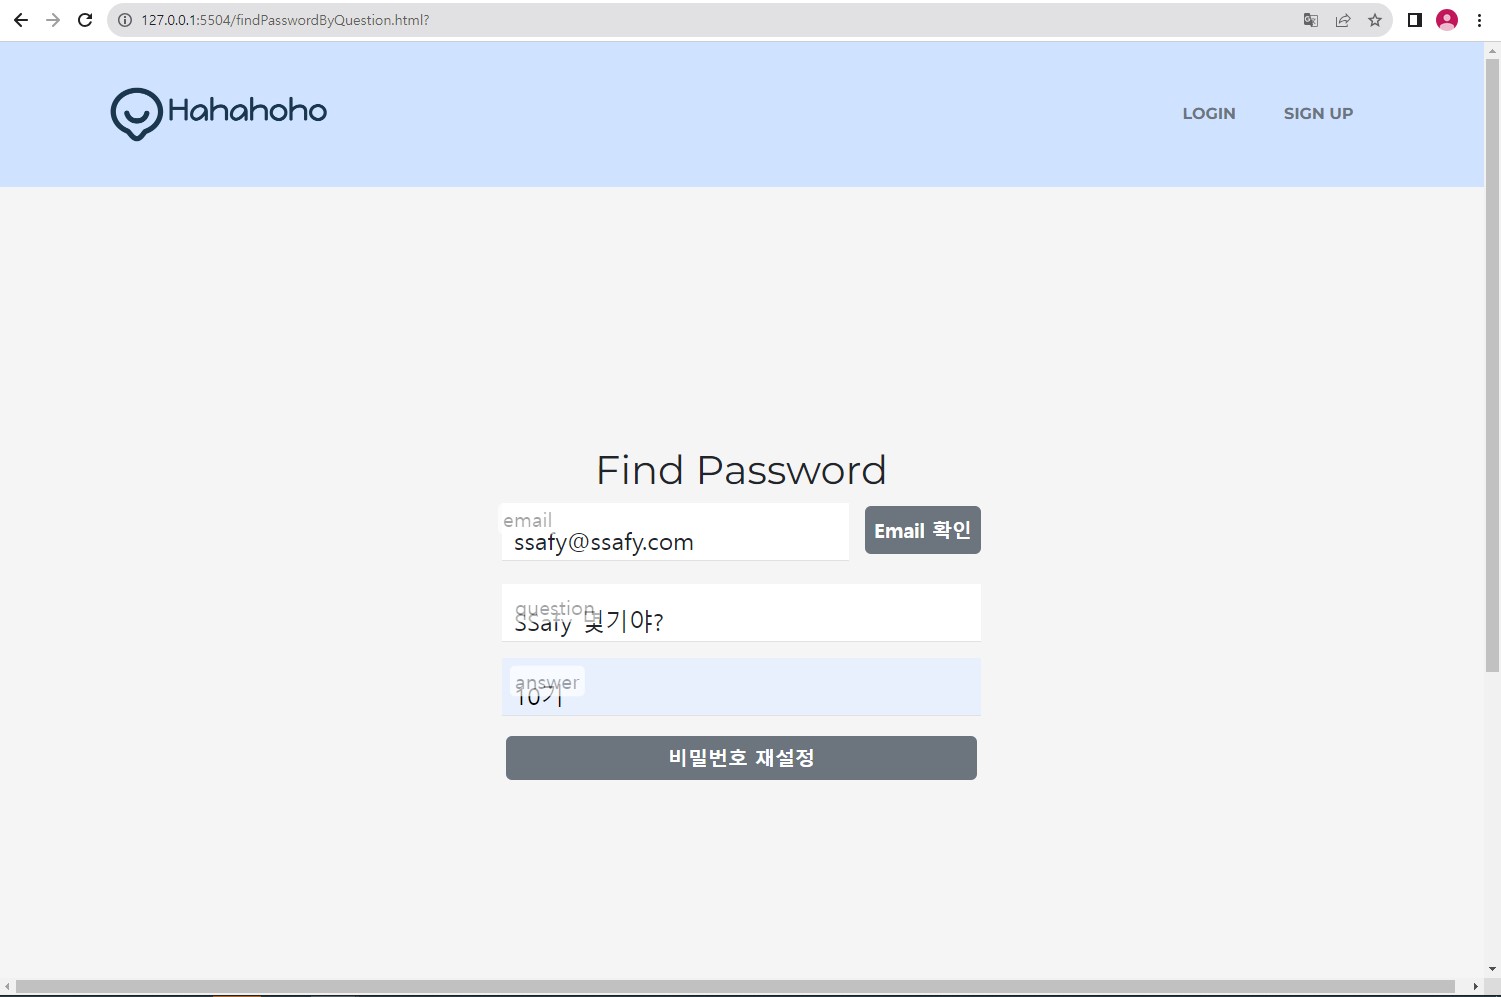 127.0.0.1:5504/findPasswordByQuestion.html?
Hahahoho
LOGIN SIGN UP
Find Password
email
ssafy@ssafy.com
Email 확인
question
SSafy 몇기야?
answer
10기
비밀번호 재설정